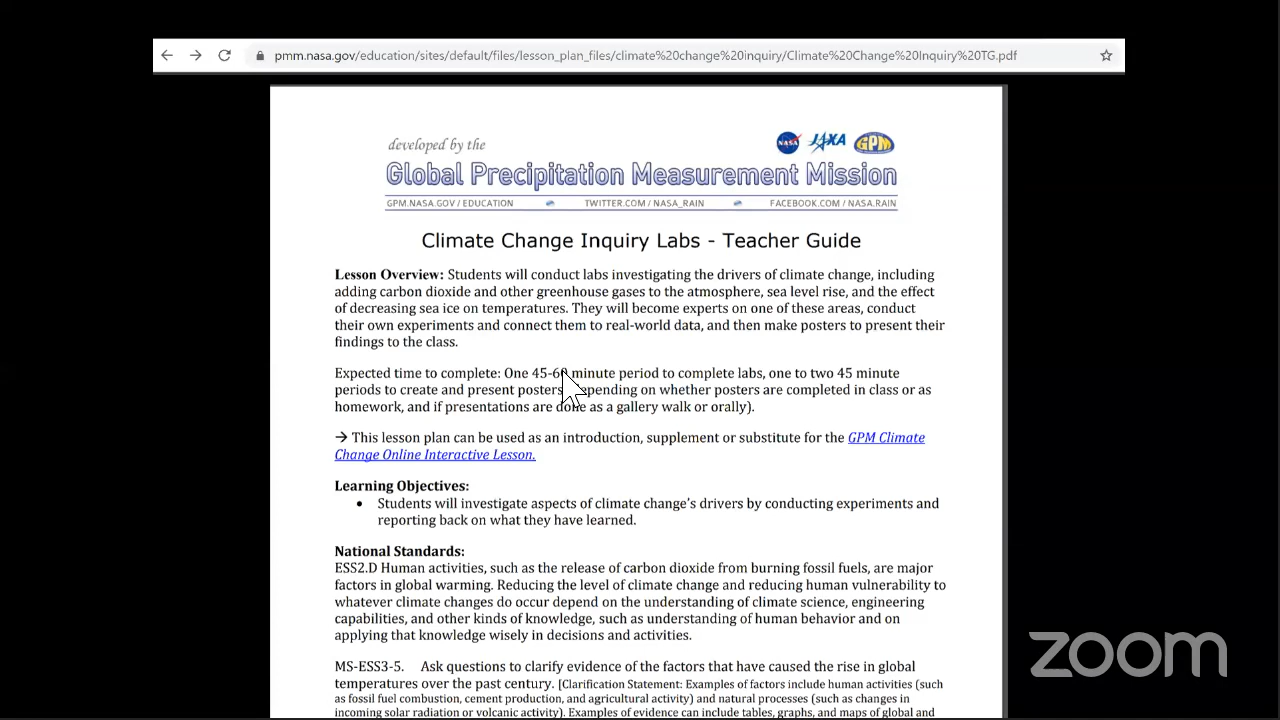 pmm.nasa.gov/education/sites/default/files/lesson_plan_files/climate%20change%20inquiry/Climate%20Change%20Inquiry%20TG.pdf
developed by the
NASA JAXA GPM
Global Precipitation Measurement Mission
GPM.NASA.GOV / EDUCATION TWITTER.COM / NASA_RAIN FACEBOOK.COM / NASA.RAIN
Climate Change Inquiry Labs - Teacher Guide
Lesson Overview: Students will conduct labs investigating the drivers of climate change, including
adding carbon dioxide and other greenhouse gases to the atmosphere, sea level rise, and the effect
of decreasing sea ice on temperatures. They will become experts on one of these areas, conduct
their own experiments and connect them to real-world data, and then make posters to present their
findings to the class.
Expected time to complete: One 45-60 minute period to complete labs, one to two 45 minute
periods to create and present posters (depending on whether posters are completed in class or as
homework, and if presentations are done as a gallery walk or orally).
→ This lesson plan can be used as an introduction, supplement or substitute for the GPM Climate
Change Online Interactive Lesson.
Learning Objectives:
• Students will investigate aspects of climate change's drivers by conducting experiments and
reporting back on what they have learned.
National Standards:
ESS2.D Human activities, such as the release of carbon dioxide from burning fossil fuels, are major
factors in global warming. Reducing the level of climate change and reducing human vulnerability to
whatever climate changes do occur depend on the understanding of climate science, engineering
capabilities, and other kinds of knowledge, such as understanding of human behavior and on
applying that knowledge wisely in decisions and activities.
MS-ESS3-5. Ask questions to clarify evidence of the factors that have caused the rise in global
temperatures over the past century. [Clarification Statement: Examples of factors include human activities (such
as fossil fuel combustion, cement production, and agricultural activity) and natural processes (such as changes in
incoming solar radiation or volcanic activity). Examples of evidence can include tables, graphs, and maps of global and
zoom